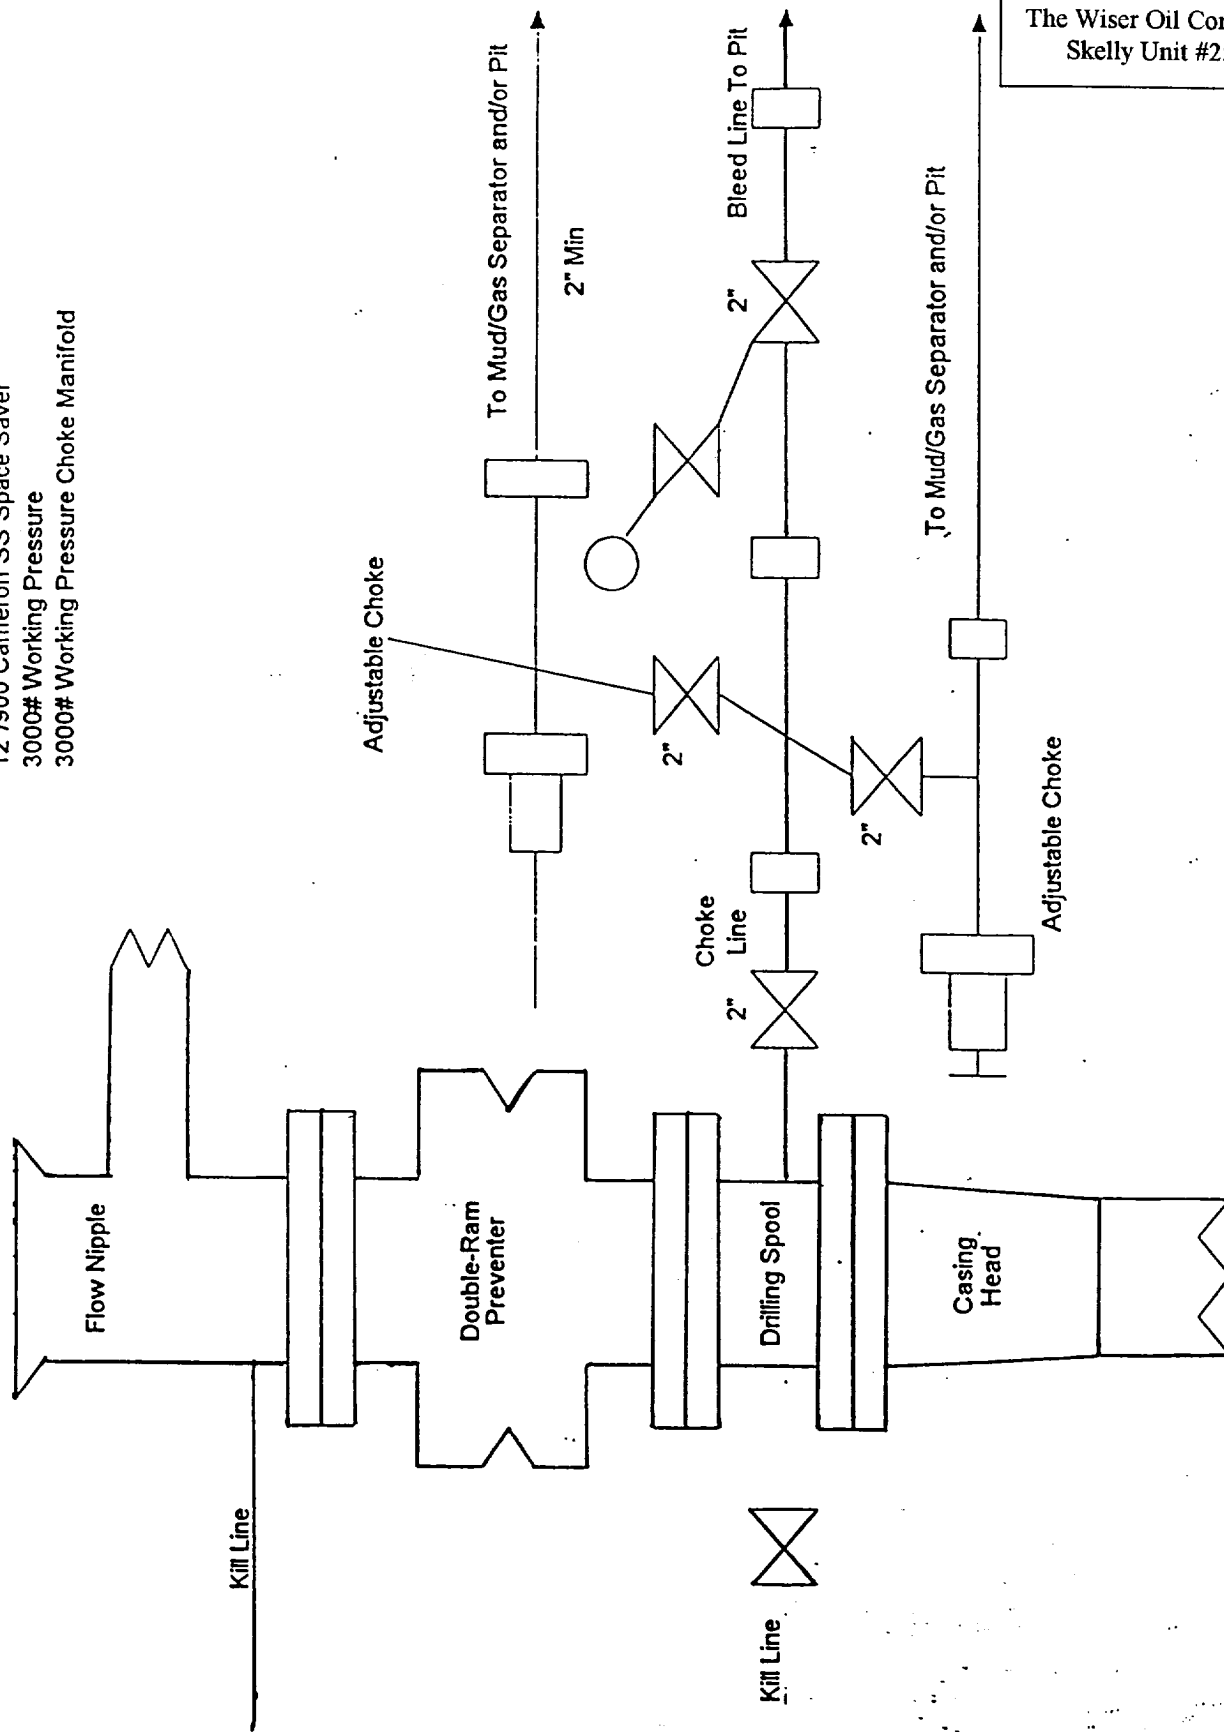 3000# Working Pressure
3000# Working Pressure Choke Manifold
The Wiser Oil
Skelly Unit
Flow Nipple
Kill Line
Double-Ram
Preventer
Drilling Spool
Kill Line
Casing
Head
Choke
Line
2"
Adjustable Choke
2"
2"
Adjustable Choke
To Mud/Gas Separator and/or Pit
2" Min
2"
Bleed Line To Pit
To Mud/Gas Separator and/or Pit